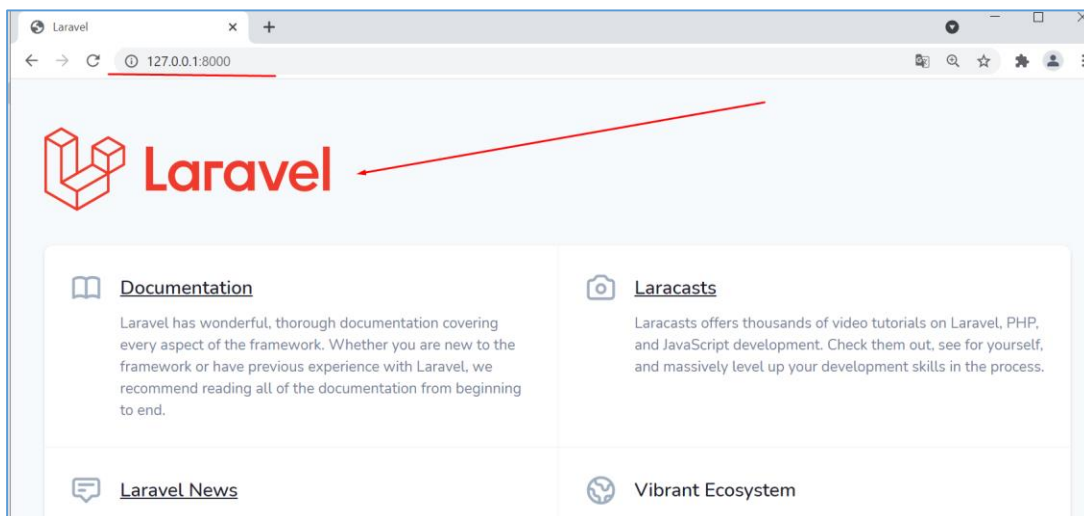 Laravel
127.0.0.1:8000
Laravel
Documentation
Laravel has wonderful, thorough documentation covering
every aspect of the framework. Whether you are new to the
framework or have previous experience with Laravel, we
recommend reading all of the documentation from beginning
to end.
Laracasts
Laracasts offers thousands of video tutorials on Laravel, PHP,
and JavaScript development. Check them out, see for yourself,
and massively level up your development skills in the process.
Laravel News
Vibrant Ecosystem